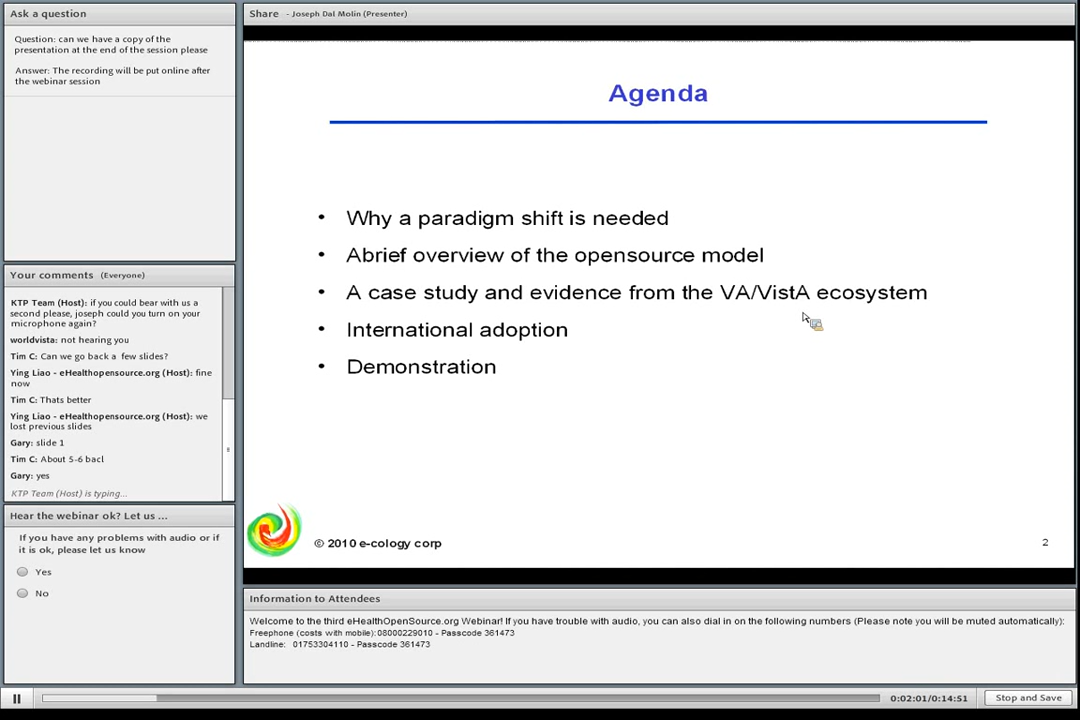 Ask a question
Question: can we have a copy of the
presentation at the end of the session please
Answer: The recording will be put online after
the webinar session
Your comments (Everyone)
KTP Team (Host): if you could bear with us a
second please, joseph could you turn on your
microphone again?
worldvista: not hearing you
Tim C: Can we go back a few slides?
Ying Liao - eHealthopensource.org (Host): fine
now
Tim C: Thats better
Ying Liao - eHealthopensource.org (Host): we
lost previous slides
Gary: slide 1
Tim C: About 5-6 bacl
Gary: yes
KTP Team (Host) is typing...
Hear the webinar ok? Let us ...
If you have any problems with audio or if
it is ok, please let us know
Yes
No
Share - Joseph Dal Molin (Presenter)
Agenda
• Why a paradigm shift is needed
• Abrief overview of the opensource model
• A case study and evidence from the VA/VistA ecosystem
• International adoption
• Demonstration
© 2010 e-cology corp
2
Information to Attendees
Welcome to the third eHealthOpenSource.org Webinar! If you have trouble with audio, you can also dial in on the following numbers (Please note you will be muted automatically):
Freephone (costs with mobile): 08000229010 - Passcode 361473
Landline: 01753304110 - Passcode 361473
0:02:01/0:14:51
Stop and Save